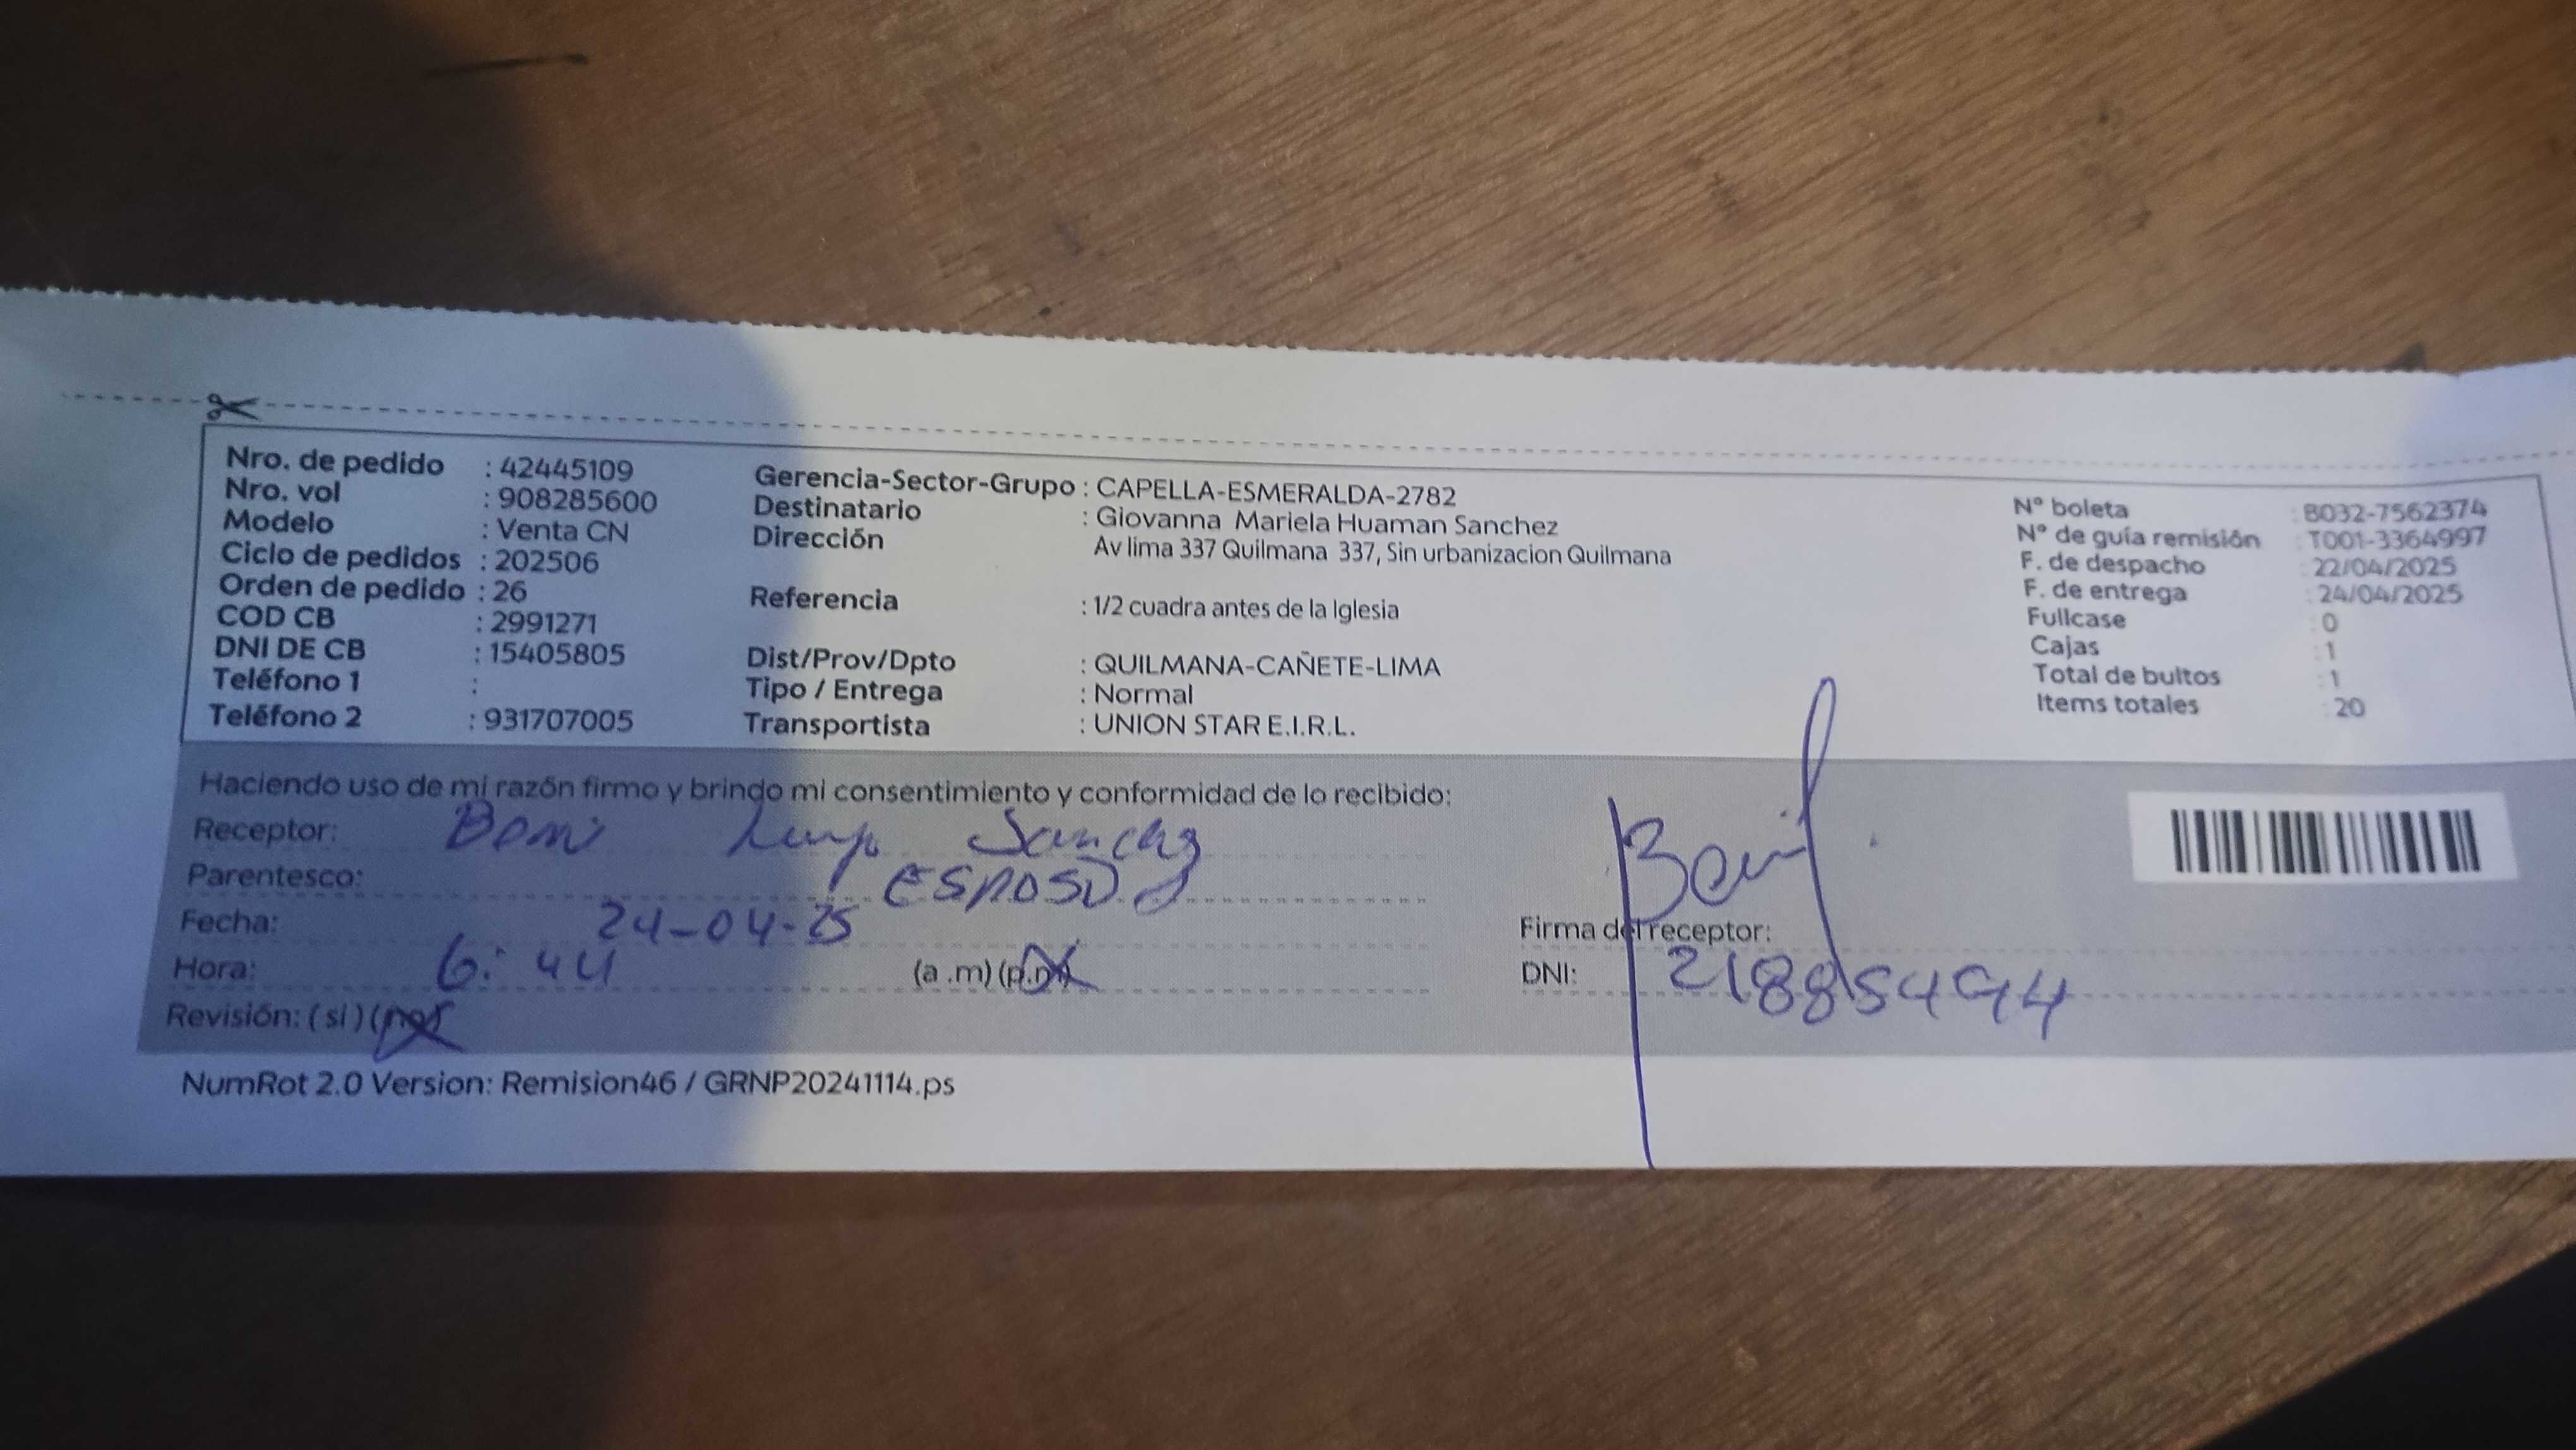 Nro. de pedido : 42445109
Nro. vol : 908285600
Modelo : Venta CN
Ciclo de pedidos : 202506
Orden de pedido : 26
COD CB : 2991271
DNI DE CB : 15405805
Teléfono 1 :
Teléfono 2 : 931707005
Gerencia-Sector-Grupo : CAPELLA-ESMERALDA-2782
Destinatario : Giovanna Mariela Huaman Sanchez
Dirección Av lima 337 Quilmana 337, Sin urbanizacion Quilmana
Referencia : 1/2 cuadra antes de la Iglesia
Dist/Prov/Dpto : QUILMANA-CAÑETE-LIMA
Tipo / Entrega : Normal
Transportista : UNION STAR E.I.R.L.
N° boleta : B032-7562374
N° de guía remisión : T001-3364997
F. de despacho : 22/04/2025
F. de entrega : 24/04/2025
Fullcase : 0
Cajas : 1
Total de bultos : 1
Items totales : 20
Haciendo uso de mi razón firmo y brindo mi consentimiento y conformidad de lo recibido:
Receptor: Sanchez
Parentesco: ESPOSO
Fecha: 24-04-25
Hora: 6:44 (a.m) (p.m)
Revisión: ( si ) (no)
Firma del receptor:
DNI: 21885494
NumRot 2.0 Version: Remision46 / GRNP20241114.ps